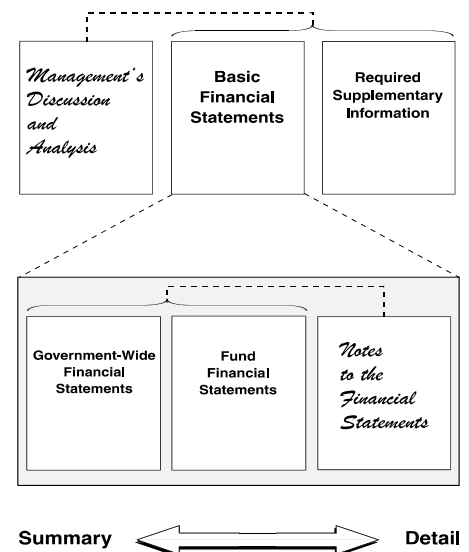 Management's
Discussion
and
Analysis
Basic
Financial
Statements
Required
Supplementary
Information
Government-Wide
Financial
Statements
Fund
Financial
Statements
Notes
to the
Financial
Statements
Summary
Detail